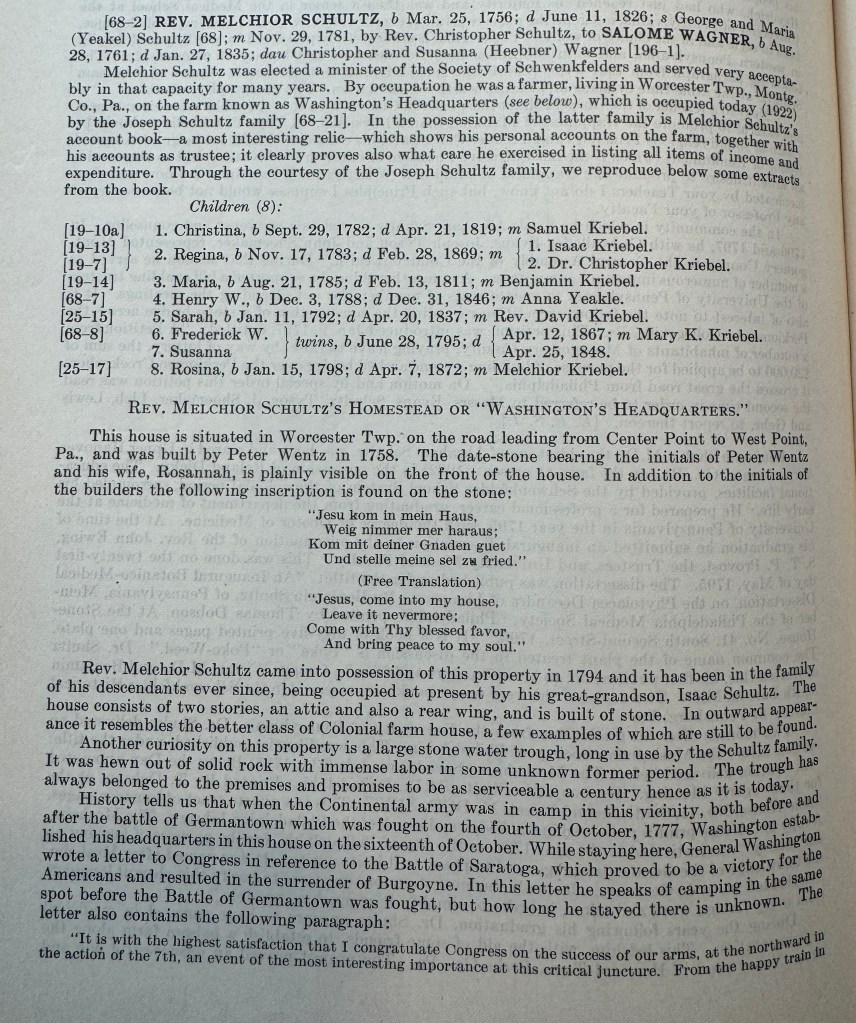 [68–2] REV. MELCHIOR SCHULTZ, b Mar. 25, 1756; d June 11, 1826; s George and Maria
(Yeakel) Schultz [68]; m Nov. 29, 1781, by Rev. Christopher Schultz, to SALOME WAGNER, b Aug.
28, 1761; d Jan. 27, 1835; dau Christopher and Susanna (Heebner) Wagner [196–1].
Melchior Schultz was elected a minister of the Society of Schwenkfelders and served very accepta-
bly in that capacity for many years. By occupation he was a farmer, living in Worcester Twp., Montg.
Co., Pa., on the farm known as Washington's Headquarters (see below), which is occupied today (1922)
by the Joseph Schultz family [68–21]. In the possession of the latter family is Melchior Schultz's
account book—a most interesting relic—which shows his personal accounts on the farm, together with
his accounts as trustee; it clearly proves also what care he exercised in listing all items of income and
expenditure. Through the courtesy of the Joseph Schultz family, we reproduce below some extracts
from the book.
Children (8):
[19–10a] 1. Christina, b Sept. 29, 1782; d Apr. 21, 1819; m Samuel Kriebel.
[19–13] } 2. Regina, b Nov. 17, 1783; d Feb. 28, 1869; m { 1. Isaac Kriebel.
[19–7] 2. Dr. Christopher Kriebel.
[19–14] 3. Maria, b Aug. 21, 1785; d Feb. 13, 1811; m Benjamin Kriebel.
[68–7] 4. Henry W., b Dec. 3, 1788; d Dec. 31, 1846; m Anna Yeakle.
[25–15] 5. Sarah, b Jan. 11, 1792; d Apr. 20, 1837; m Rev. David Kriebel.
[68–8] 6. Frederick W. } twins, b June 28, 1795; d { Apr. 12, 1867; m Mary K. Kriebel.
7. Susanna Apr. 25, 1848.
[25–17] 8. Rosina, b Jan. 15, 1798; d Apr. 7, 1872; m Melchior Kriebel.
REV. MELCHIOR SCHULTZ'S HOMESTEAD OR "WASHINGTON'S HEADQUARTERS."
This house is situated in Worcester Twp. on the road leading from Center Point to West Point,
Pa., and was built by Peter Wentz in 1758. The date-stone bearing the initials of Peter Wentz
and his wife, Rosannah, is plainly visible on the front of the house. In addition to the initials of
the builders the following inscription is found on the stone:
"Jesu kom in mein Haus,
Weig nimmer mer haraus;
Kom mit deiner Gnaden guet
Und stelle meine sel zu fried."
(Free Translation)
"Jesus, come into my house,
Leave it nevermore;
Come with Thy blessed favor,
And bring peace to my soul."
Rev. Melchior Schultz came into possession of this property in 1794 and it has been in the family
of his descendants ever since, being occupied at present by his great-grandson, Isaac Schultz. The
house consists of two stories, an attic and also a rear wing, and is built of stone. In outward appear-
ance it resembles the better class of Colonial farm house, a few examples of which are still to be found.
Another curiosity on this property is a large stone water trough, long in use by the Schultz family.
It was hewn out of solid rock with immense labor in some unknown former period. The trough has
always belonged to the premises and promises to be as serviceable a century hence as it is today.
History tells us that when the Continental army was in camp in this vicinity, both before and
after the battle of Germantown which was fought on the fourth of October, 1777, Washington estab-
lished his headquarters in this house on the sixteenth of October. While staying here, General Washington
wrote a letter to Congress in reference to the Battle of Saratoga, which proved to be a victory for the
Americans and resulted in the surrender of Burgoyne. In this letter he speaks of camping in the same
spot before the Battle of Germantown was fought, but how long he stayed there is unknown. The
letter also contains the following paragraph:
"It is with the highest satisfaction that I congratulate Congress on the success of our arms, at the northward in
the action of the 7th, an event of the most interesting importance at this critical juncture. From the happy train in